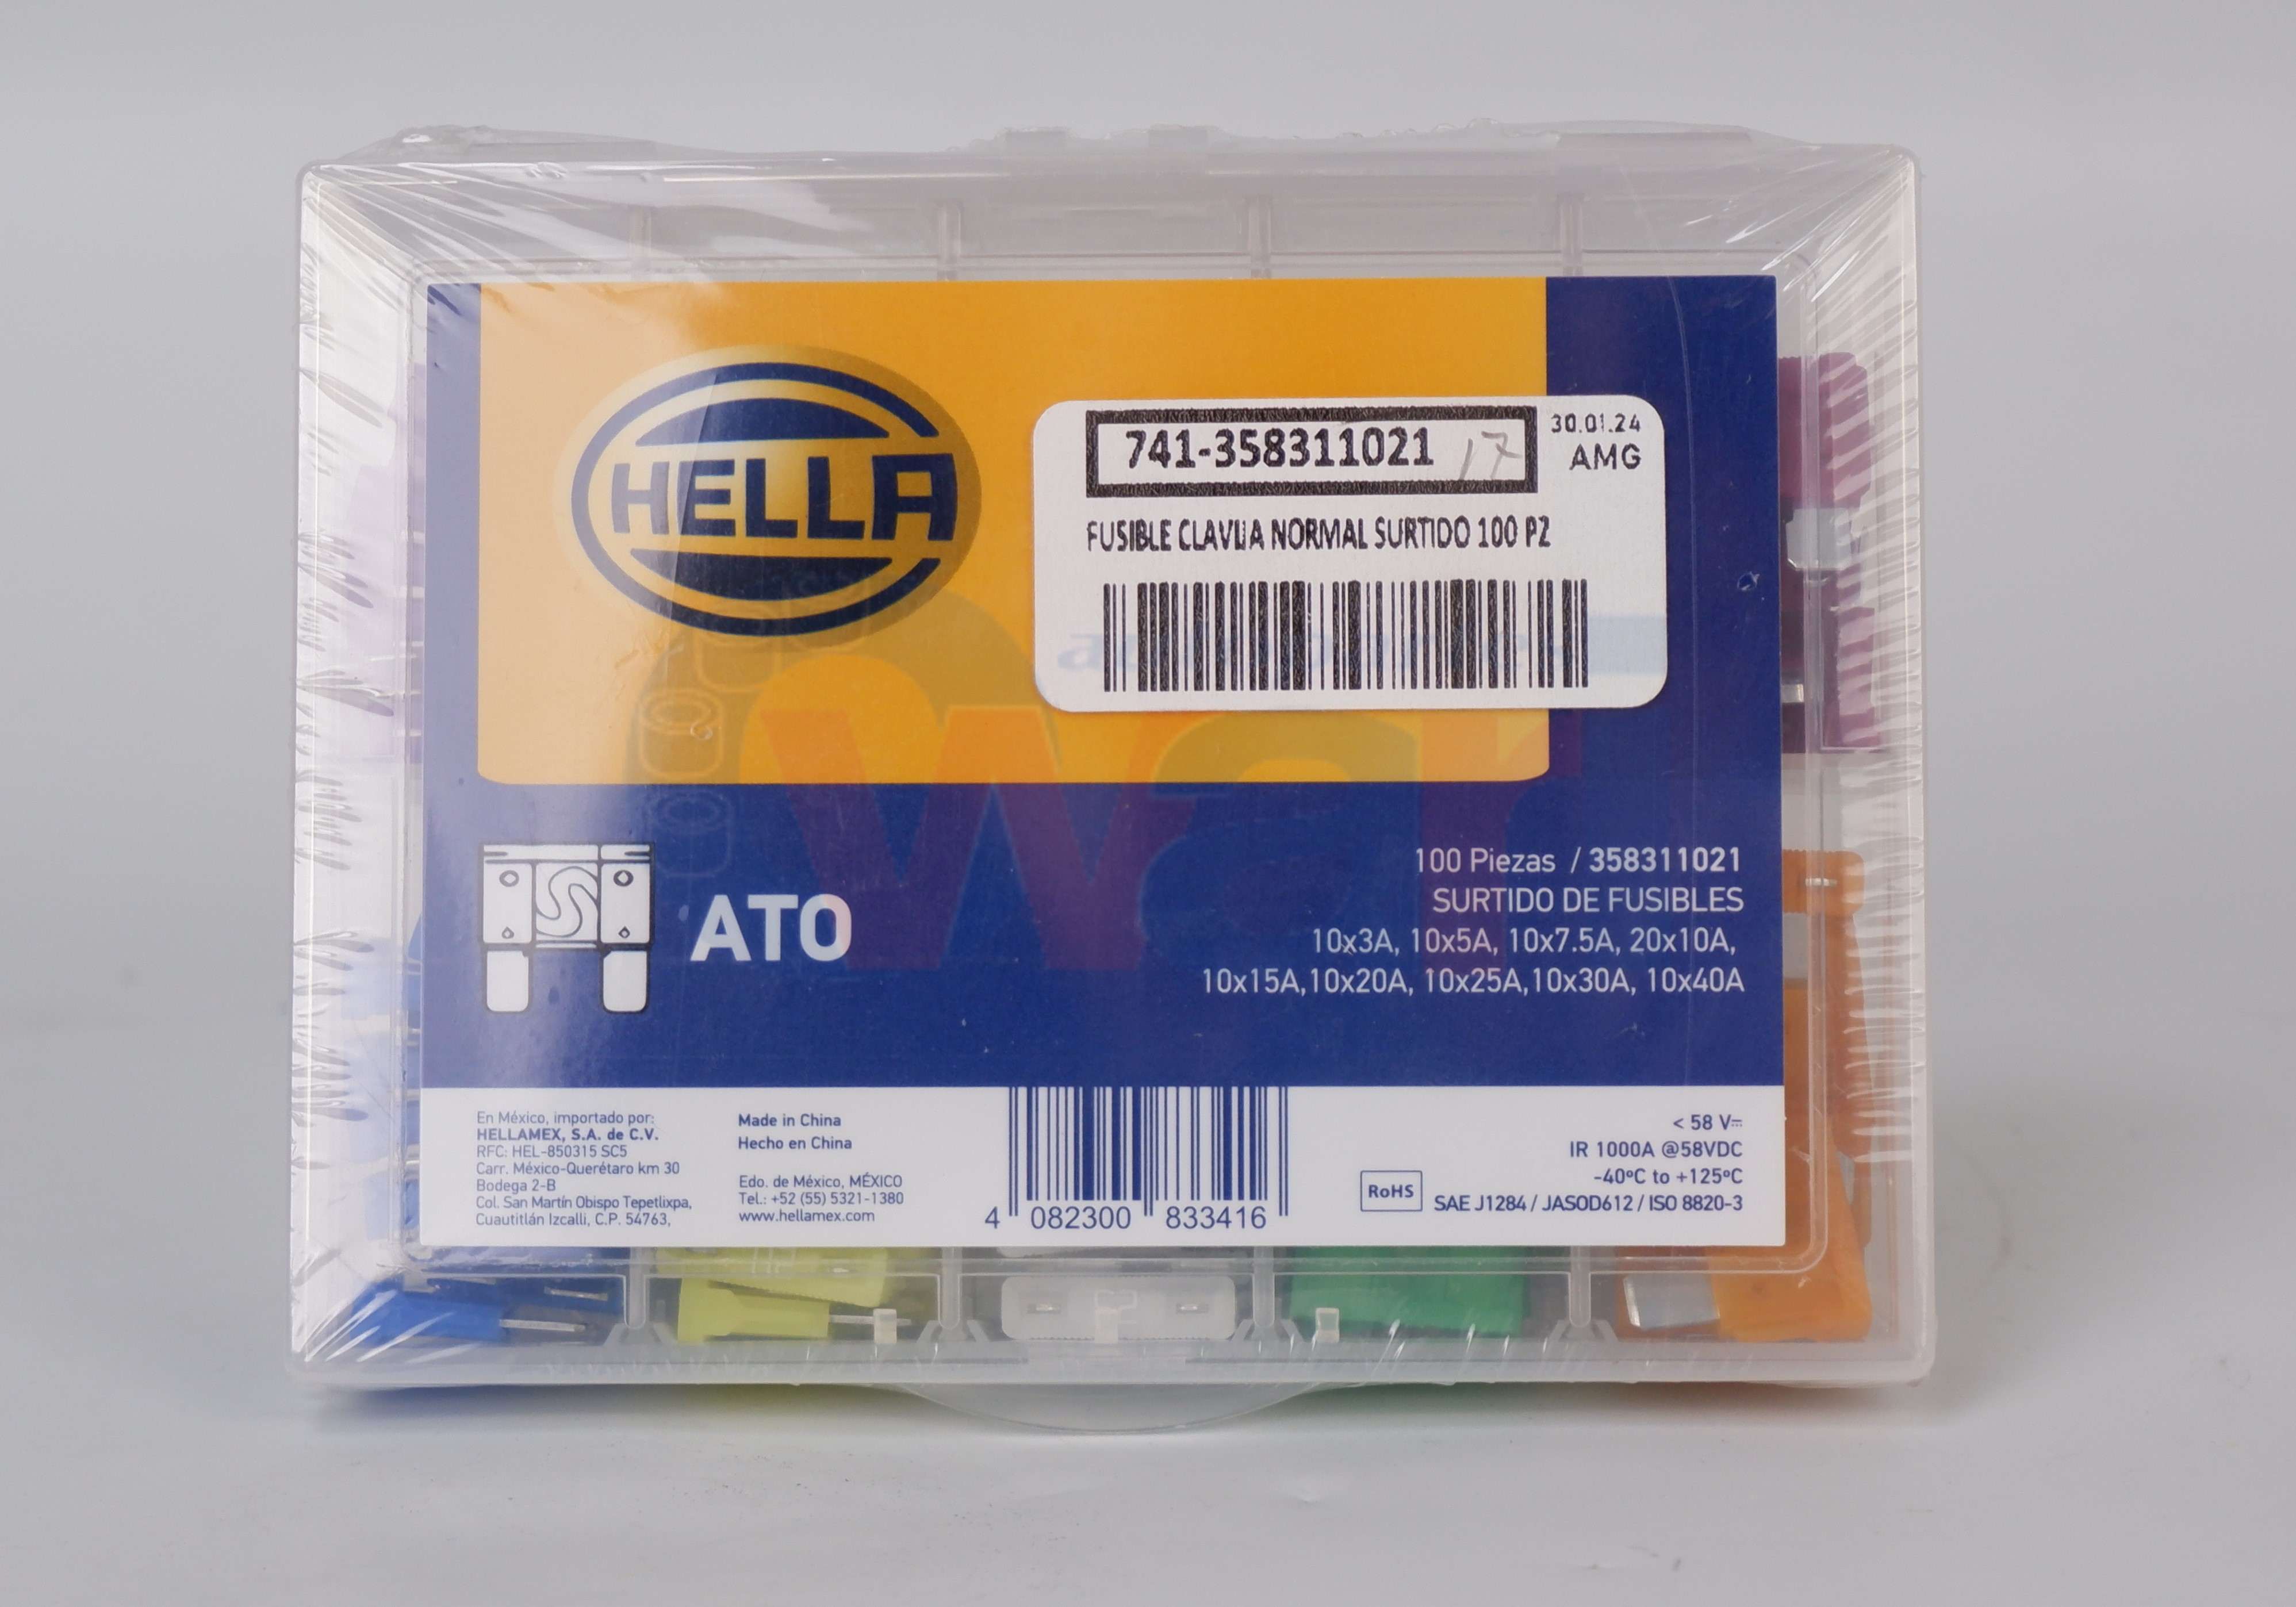 HELLA
741-358311021 17
30.01.24
AMG
FUSIBLE CLAVIJA NORMAL SURTIDO 100 PZ
war
ATO
100 Piezas / 358311021
SURTIDO DE FUSIBLES
10x3A, 10x5A, 10x7.5A, 20x10A,
10x15A,10x20A, 10x25A,10x30A, 10x40A
En México, importado por:
HELLAMEX, S.A. de C.V.
RFC: HEL-850315 SC5
Carr. México-Querétaro km 30
Bodega 2-B
Col. San Martín Obispo Tepetlixpa,
Cuautitlán Izcalli, C.P. 54763,
Made in China
Hecho en China
Edo. de México, MÉXICO
Tel.: +52 (55) 5321-1380
www.hellamex.com
4 082300 833416
RoHS
< 58 V⎓
IR 1000A @58VDC
-40ºC to +125ºC
SAE J1284 / JASOD612 / ISO 8820-3